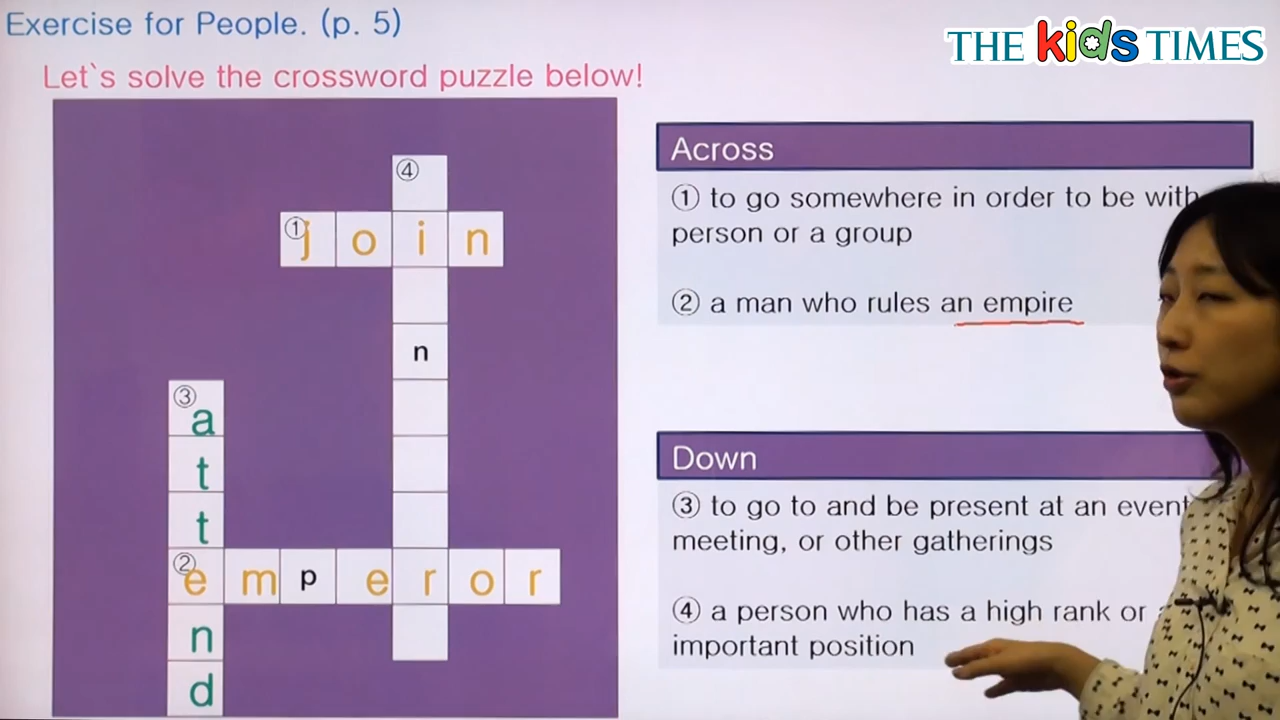 Exercise for People. (p. 5)
THE kids TIMES
Let`s solve the crossword puzzle below!
④
① j o i n
n
③ a
t
t
② e m p e r o r
n
d
Across
① to go somewhere in order to be with
person or a group
② a man who rules an empire
Down
③ to go to and be present at an event
meeting, or other gatherings
④ a person who has a high rank or
important position